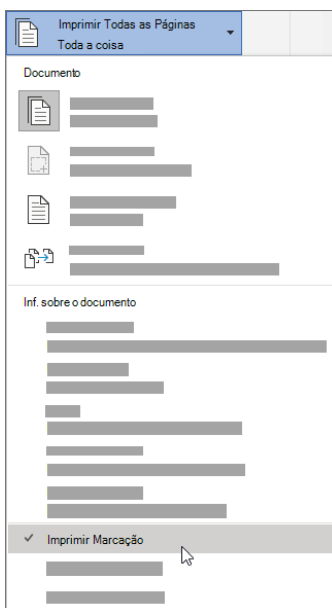 Imprimir Todas as Páginas
Toda a coisa
Documento
Inf. sobre o documento
Imprimir Marcação